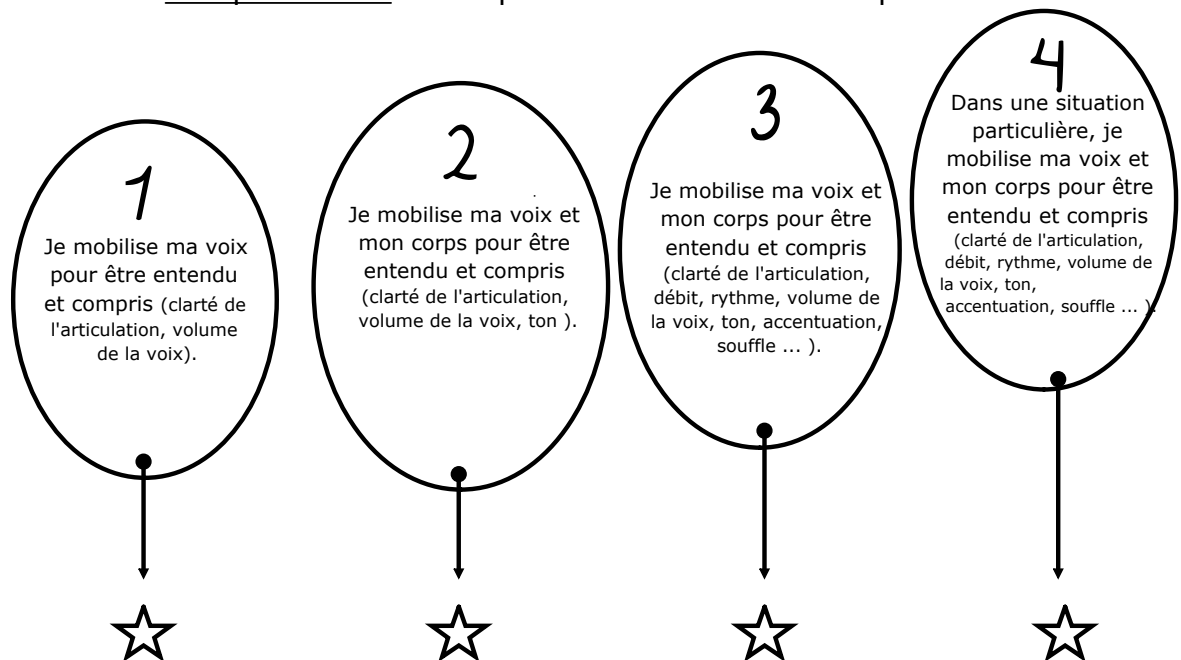 1
Je mobilise ma voix
pour être entendu
et compris (clarté de
l'articulation, volume
de la voix).
2
Je mobilise ma voix et
mon corps pour être
entendu et compris
(clarté de l'articulation,
volume de la voix, ton ).
3
Je mobilise ma voix et
mon corps pour être
entendu et compris
(clarté de l'articulation,
débit, rythme, volume de
la voix, ton, accentuation,
souffle ... ).
4
Dans une situation
particulière, je
mobilise ma voix et
mon corps pour être
entendu et compris
(clarté de l'articulation,
débit, rythme, volume de
la voix, ton,
accentuation, souffle ... ).